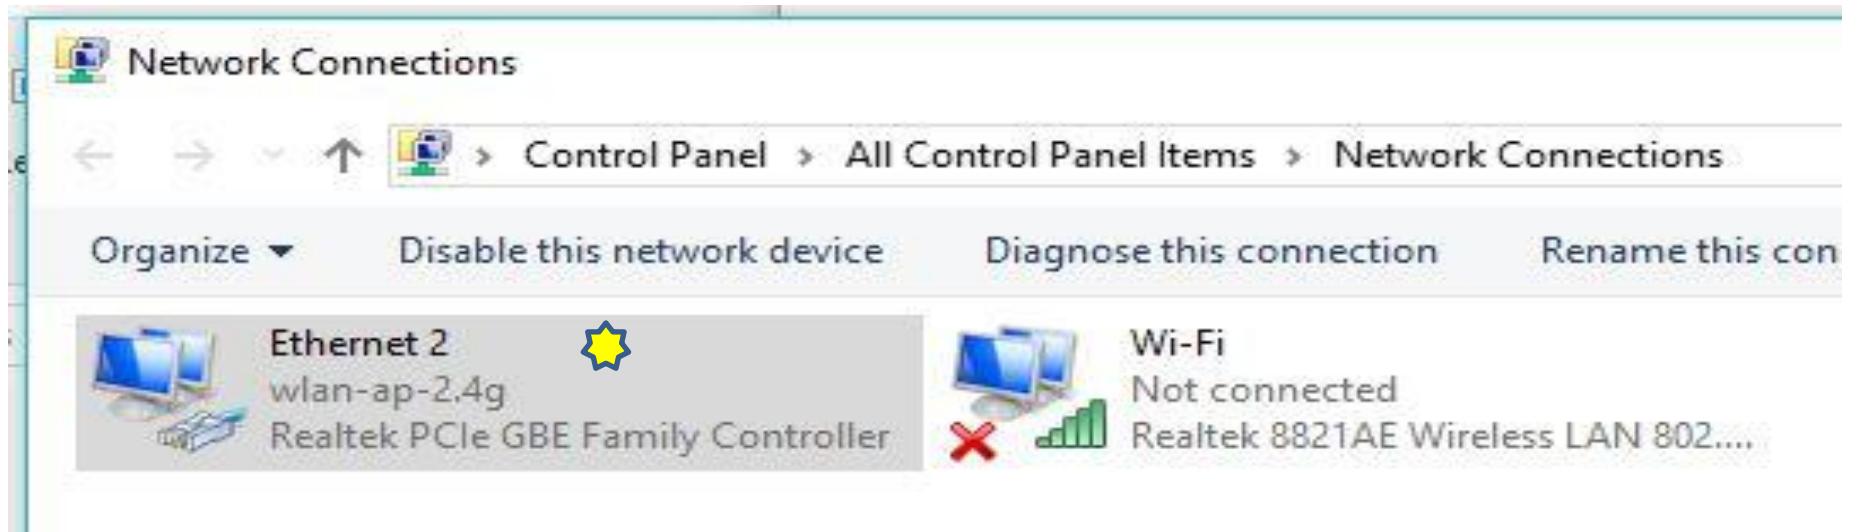 Network Connections
Control Panel > All Control Panel Items > Network Connections
Organize Disable this network device Diagnose this connection Rename this con
Ethernet 2
wlan-ap-2.4g
Realtek PCIe GBE Family Controller
Wi-Fi
Not connected
Realtek 8821AE Wireless LAN 802....